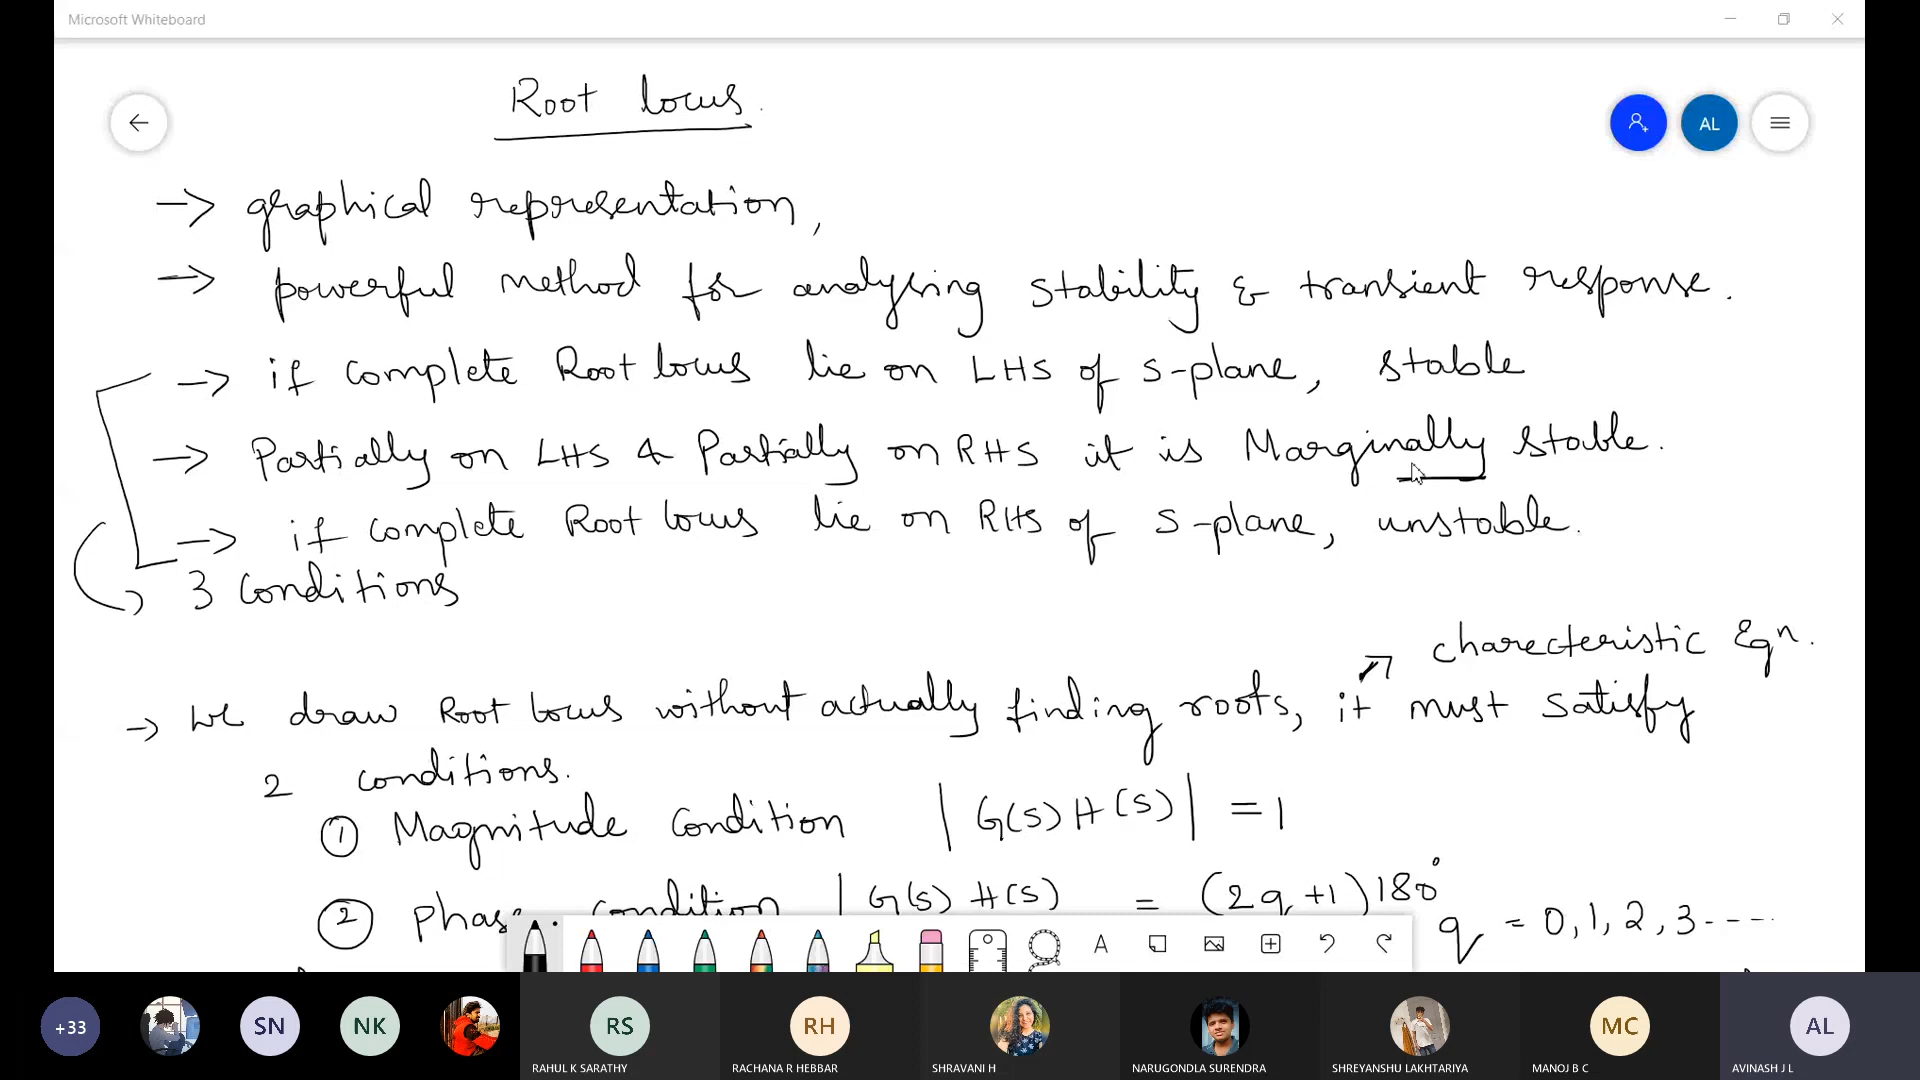 Microsoft Whiteboard
Root locus.
AL
→ graphical representation,
→ powerful method for analysing stability & transient response.
→ if complete Root locus lie on LHS of s-plane, stable
→ Partially on LHS & Partially on RHS it is Marginally stable.
→ if complete Root locus lie on RHS of s-plane, unstable.
3 conditions
charecteristic Eqn.
→ we draw Root locus without actually finding roots, it must satisfy
2 conditions.
① Magnitude condition |G(s)H(s)| = 1
② Phase condition |G(s)H(s) = (2q+1)180° q = 0,1,2,3----
A
+33 SN NK RS RH MC AL
RAHUL K SARATHY RACHANA R HEBBAR SHRAVANI H NARUGONDLA SURENDRA SHREYANSHU LAKHTARIYA MANOJ B C AVINASH J L